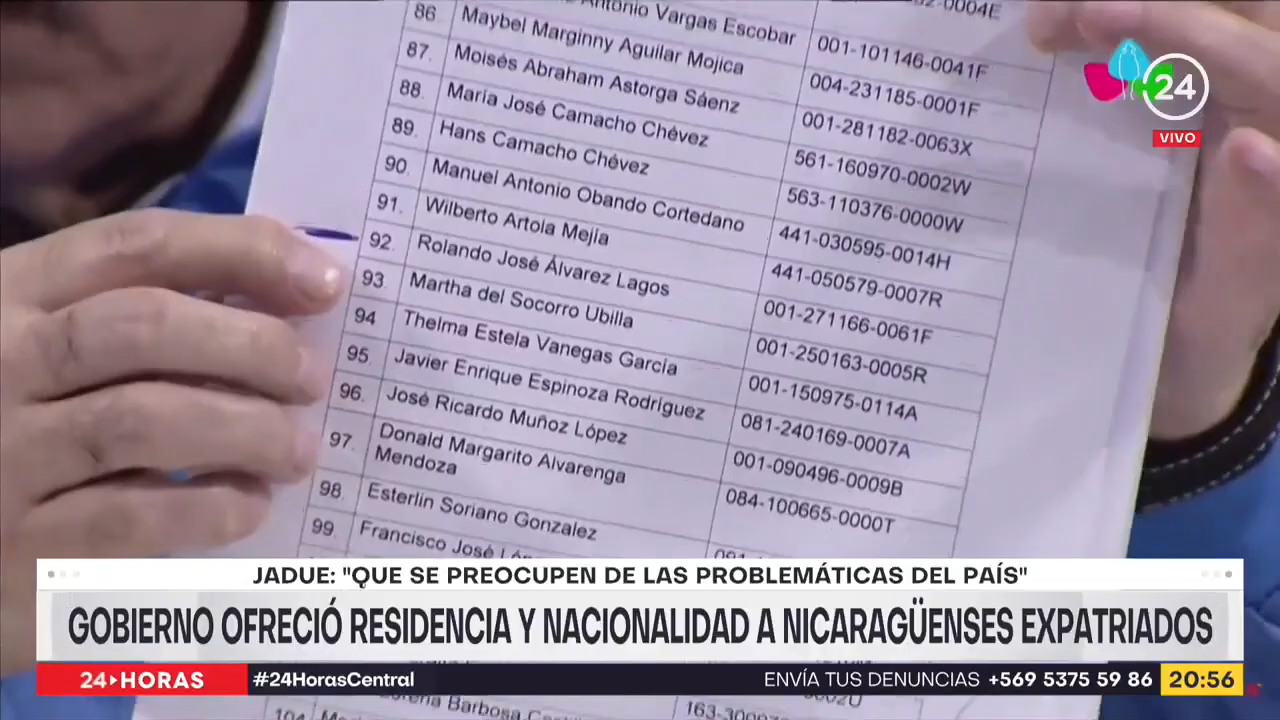 Antonio Vargas Escobar
86. Maybel Marginny Aguilar Mojica 001-101146-0041F
87. Moisés Abraham Astorga Sáenz 004-231185-0001F
88. María José Camacho Chévez 001-281182-0063X
89. Hans Camacho Chévez 561-160970-0002W
90. Manuel Antonio Obando Cortedano 563-110376-0000W
91. Wilberto Artola Mejía 441-030595-0014H
92. Rolando José Álvarez Lagos 441-050579-0007R
93. Martha del Socorro Ubilla 001-271166-0061F
94 Thelma Estela Vanegas García 001-250163-0005R
95. Javier Enrique Espinoza Rodríguez 001-150975-0114A
96. José Ricardo Muñoz López 081-240169-0007A
97. Donald Margarito Alvarenga 001-090496-0009B
Mendoza
98. Esterlin Soriano Gonzalez 084-100665-0000T
99. Francisco José
24
VIVO
JADUE: "QUE SE PREOCUPEN DE LAS PROBLEMÁTICAS DEL PAÍS"
GOBIERNO OFRECIÓ RESIDENCIA Y NACIONALIDAD A NICARAGÜENSES EXPATRIADOS
24 HORAS #24HorasCentral ENVÍA TUS DENUNCIAS +569 5375 59 86 20:56
Barbosa
104